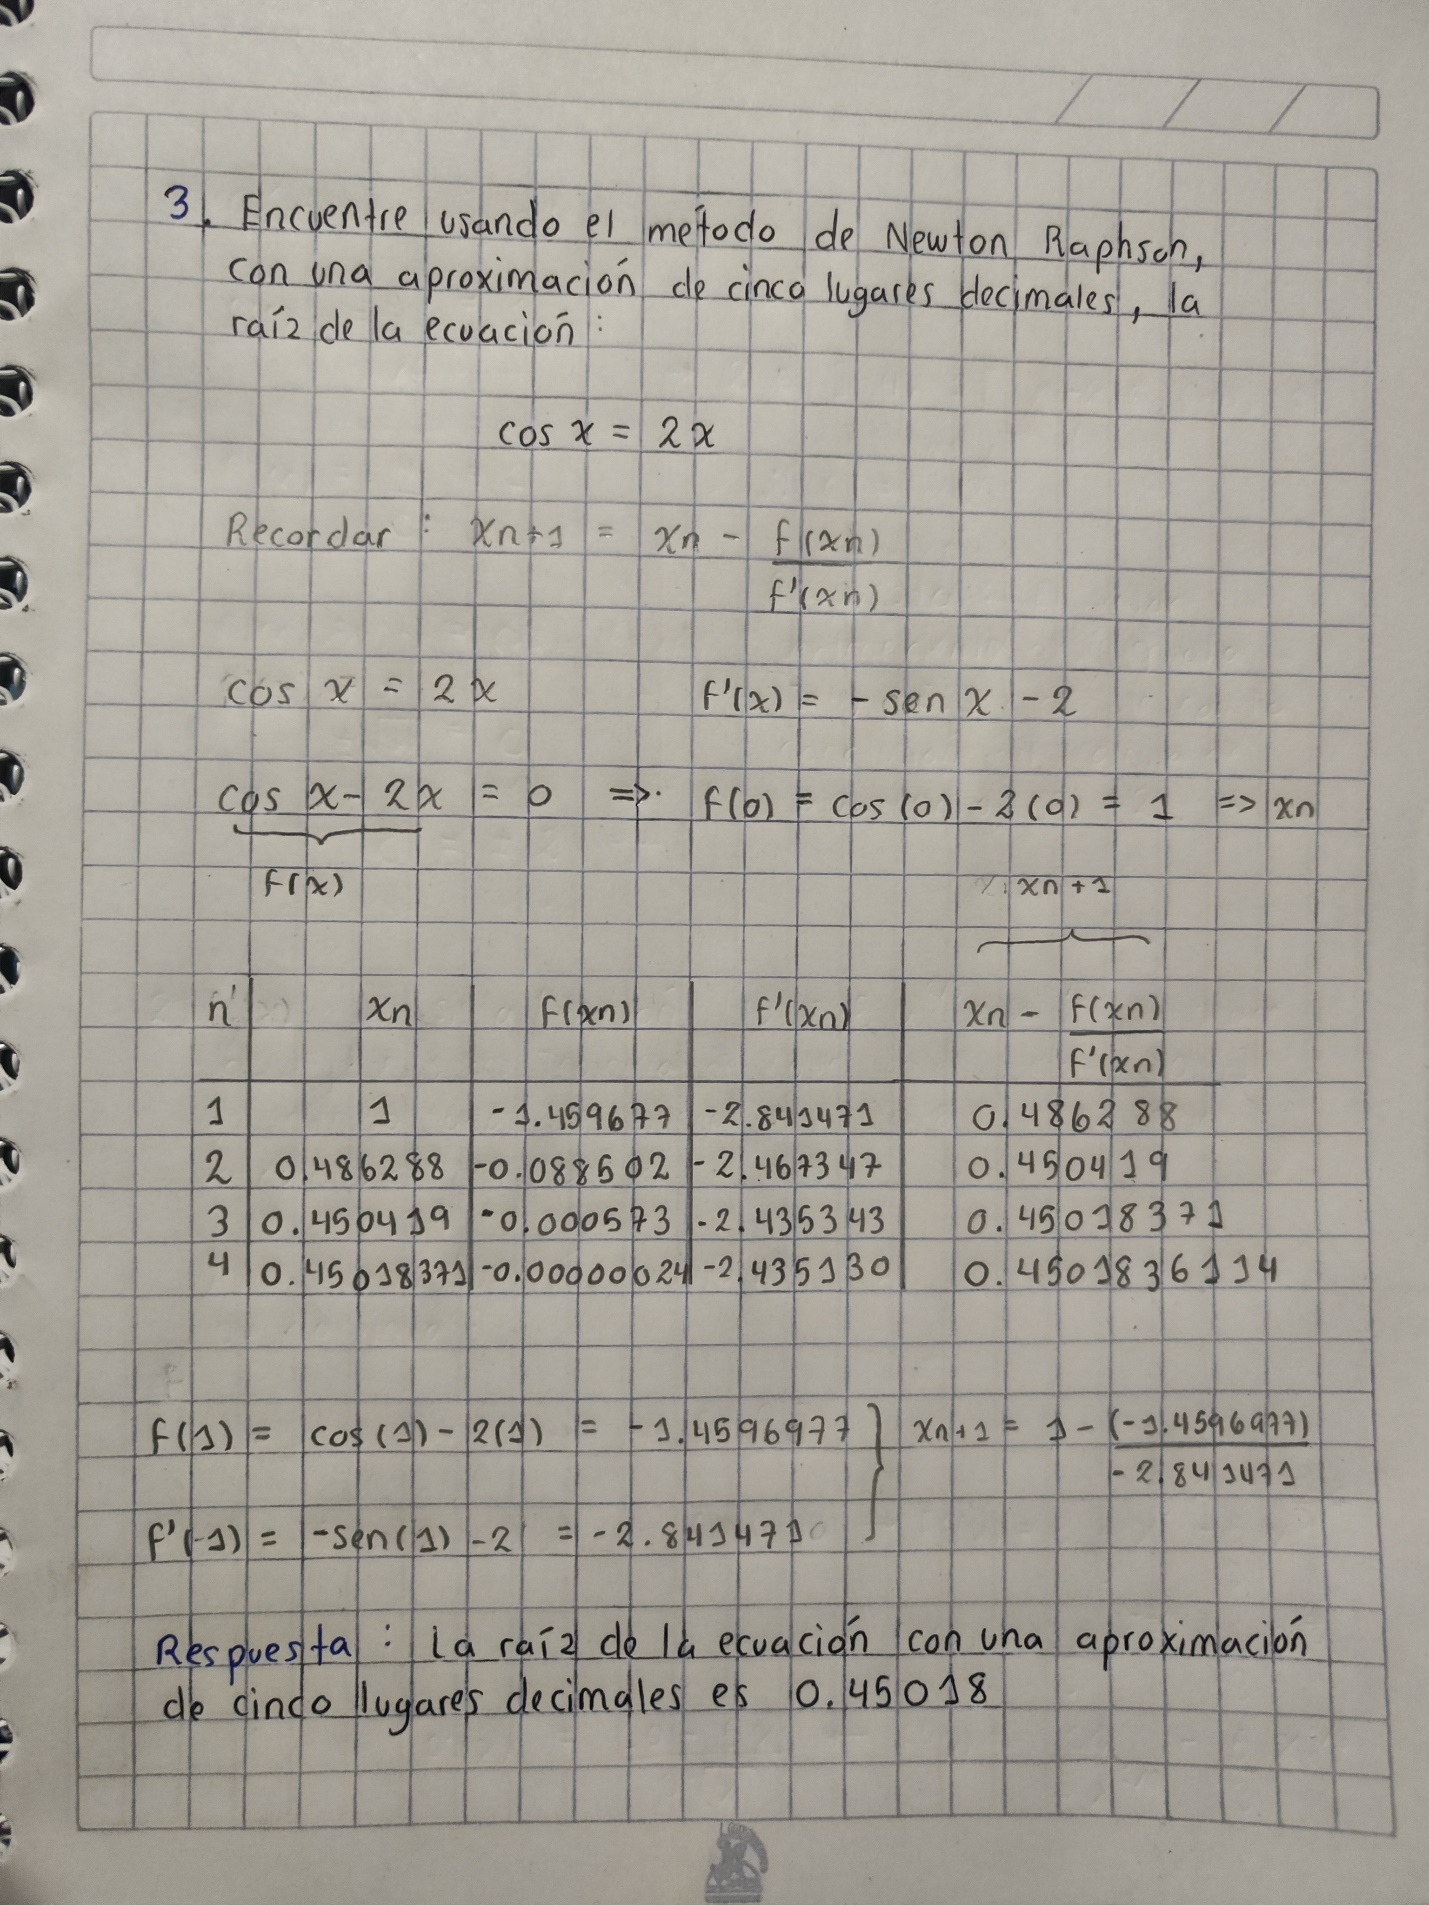 3. Encuentre usando el método de Newton Raphson,
con una aproximación de cinco lugares decimales, la
raíz de la ecuación:
cos x = 2x
Recordar: xn+1 = xn - f(xn)
f'(xn)
cos x = 2x f'(x) = -sen x - 2
cos x - 2x = 0 => f(0) = cos(0) - 2(0) = 1 => xn
f(x) xn+1
n xn f(xn) f'(xn) xn - f(xn)
f'(xn)
1 1 -1.459677 -2.841471 0.486288
2 0.486288 -0.088502 -2.467347 0.450419
3 0.450419 -0.000573 -2.435343 0.45018371
4 0.45018371 -0.00000024 -2.435130 0.4501836114
f(1) = cos(1) - 2(1) = -1.4596977 } xn+1 = 1 - (-1.4596977)
-2.841471
f'(1) = -sen(1) - 2 = -2.841471
Respuesta: La raíz de la ecuación con una aproximación
de cinco lugares decimales es 0.45018